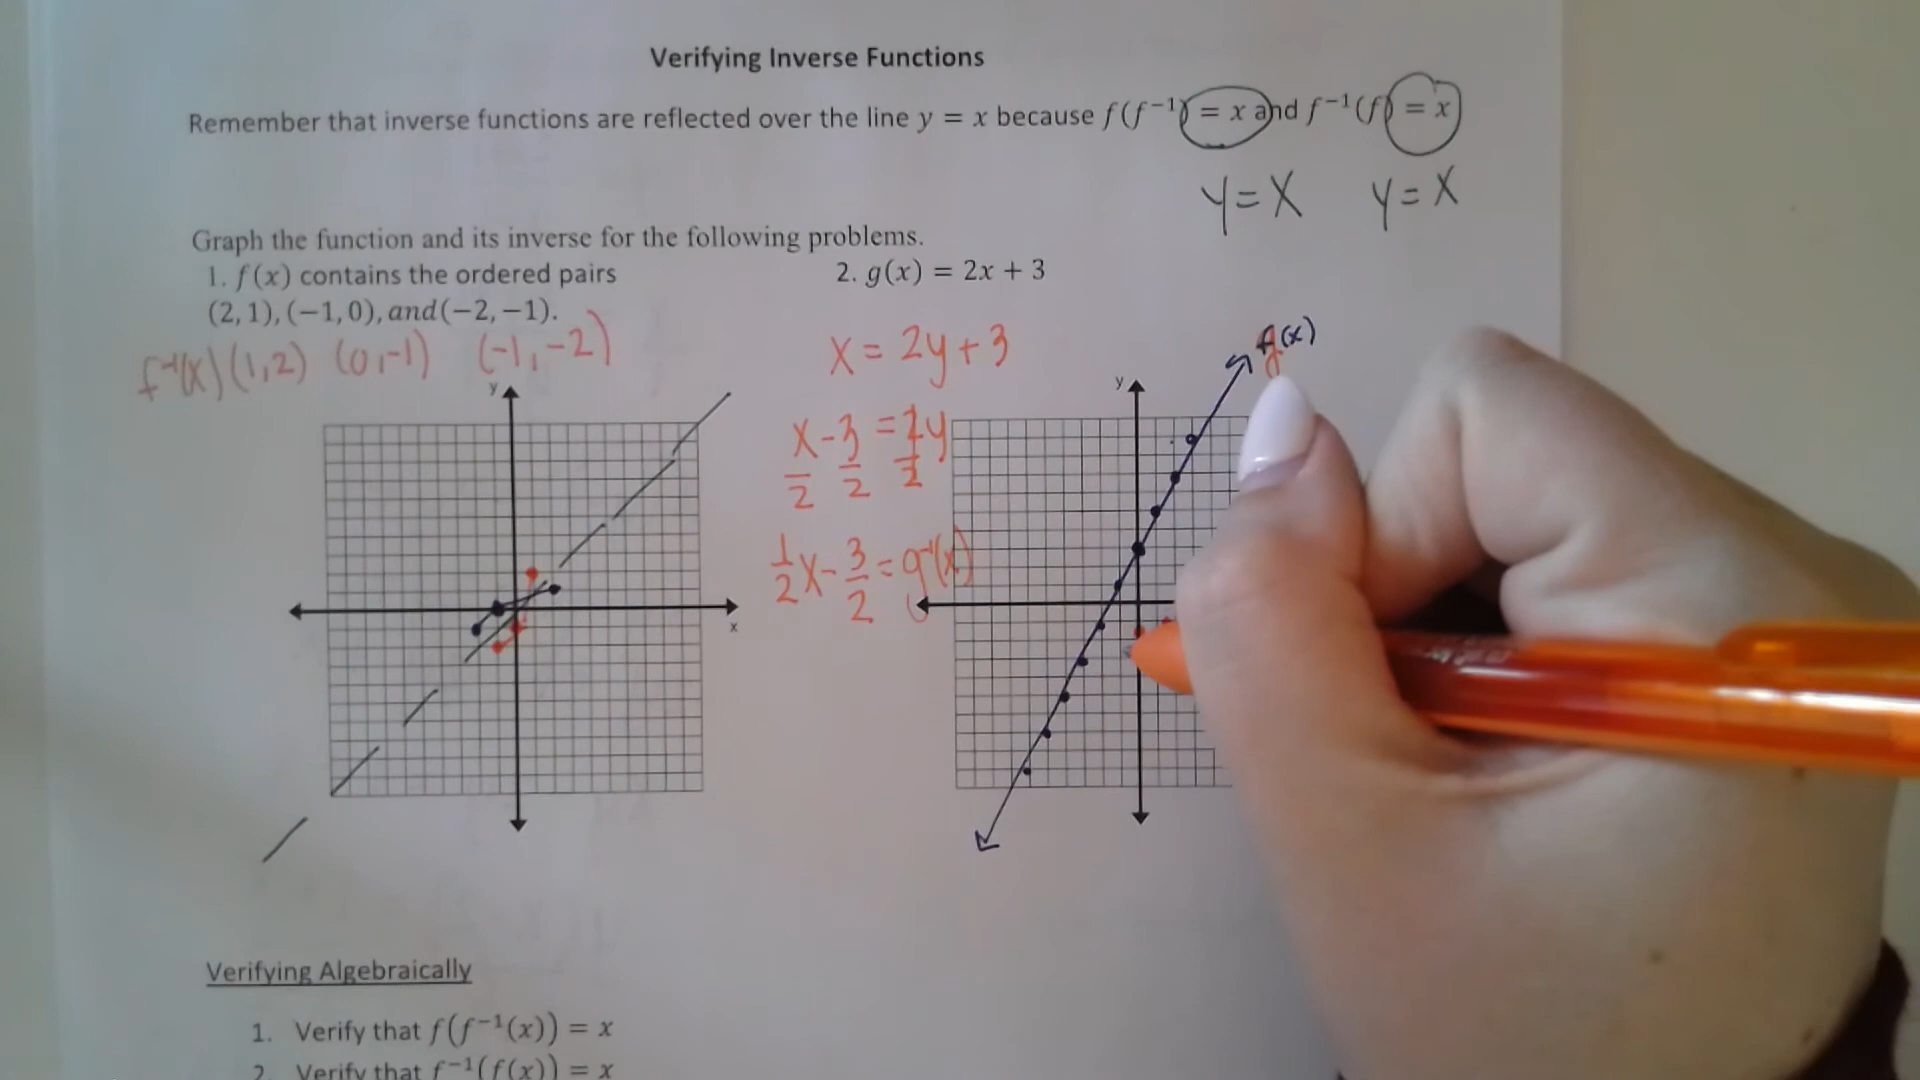 Verifying Inverse Functions
Remember that inverse functions are reflected over the line y = x because f(f⁻¹) = x and f⁻¹(f) = x
y = x y = x
Graph the function and its inverse for the following problems.
1. f(x) contains the ordered pairs
(2, 1), (−1, 0), and(−2, −1).
f⁻¹(x) (1,2) (0,-1) (-1,-2)
y
x
2. g(x) = 2x + 3
x = 2y + 3
x/2 - 3/2 = 2y/2
1/2 x - 3/2 = g⁻¹(x)
g(x)
y
Verifying Algebraically
1. Verify that f(f⁻¹(x)) = x
2. Verify that f⁻¹(f(x)) = x